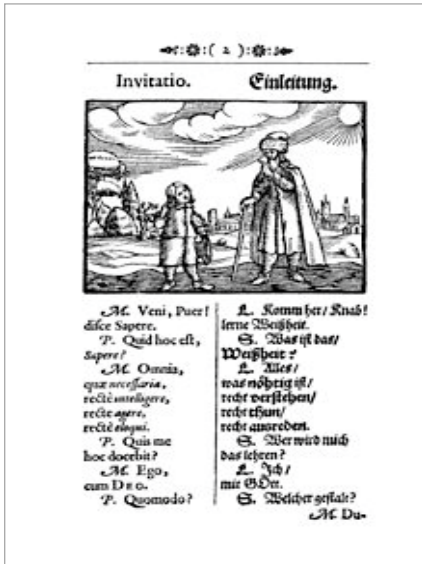 ( 2 )
Invitatio.
Einleitung.
M. Veni, Puer!
disce Sapere.
P. Quid hoc est,
Sapere?
M. Omnia,
quæ necessaria,
rectè intelligere,
rectè agere,
rectè eloqui.
P. Quis me
hoc docebit?
M. Ego,
cum DEO.
P. Quomodo?
L. Komm her/ Knab!
lerne Weißheit.
S. Was ist das/
Weißheit?
L. Alles/
was nöhtig ist/
recht verstehen/
recht thun/
recht ausreden.
S. Wer wird mich
das lehren?
L. Ich/
mit GOtt.
S. Welcher gestalt?
M. Du-